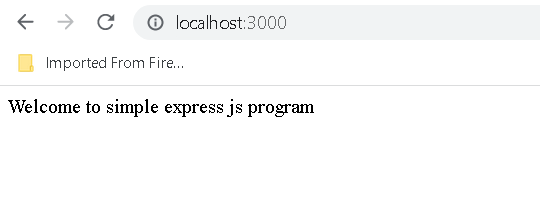 localhost:3000
Imported From Fire...
Welcome to simple express js program